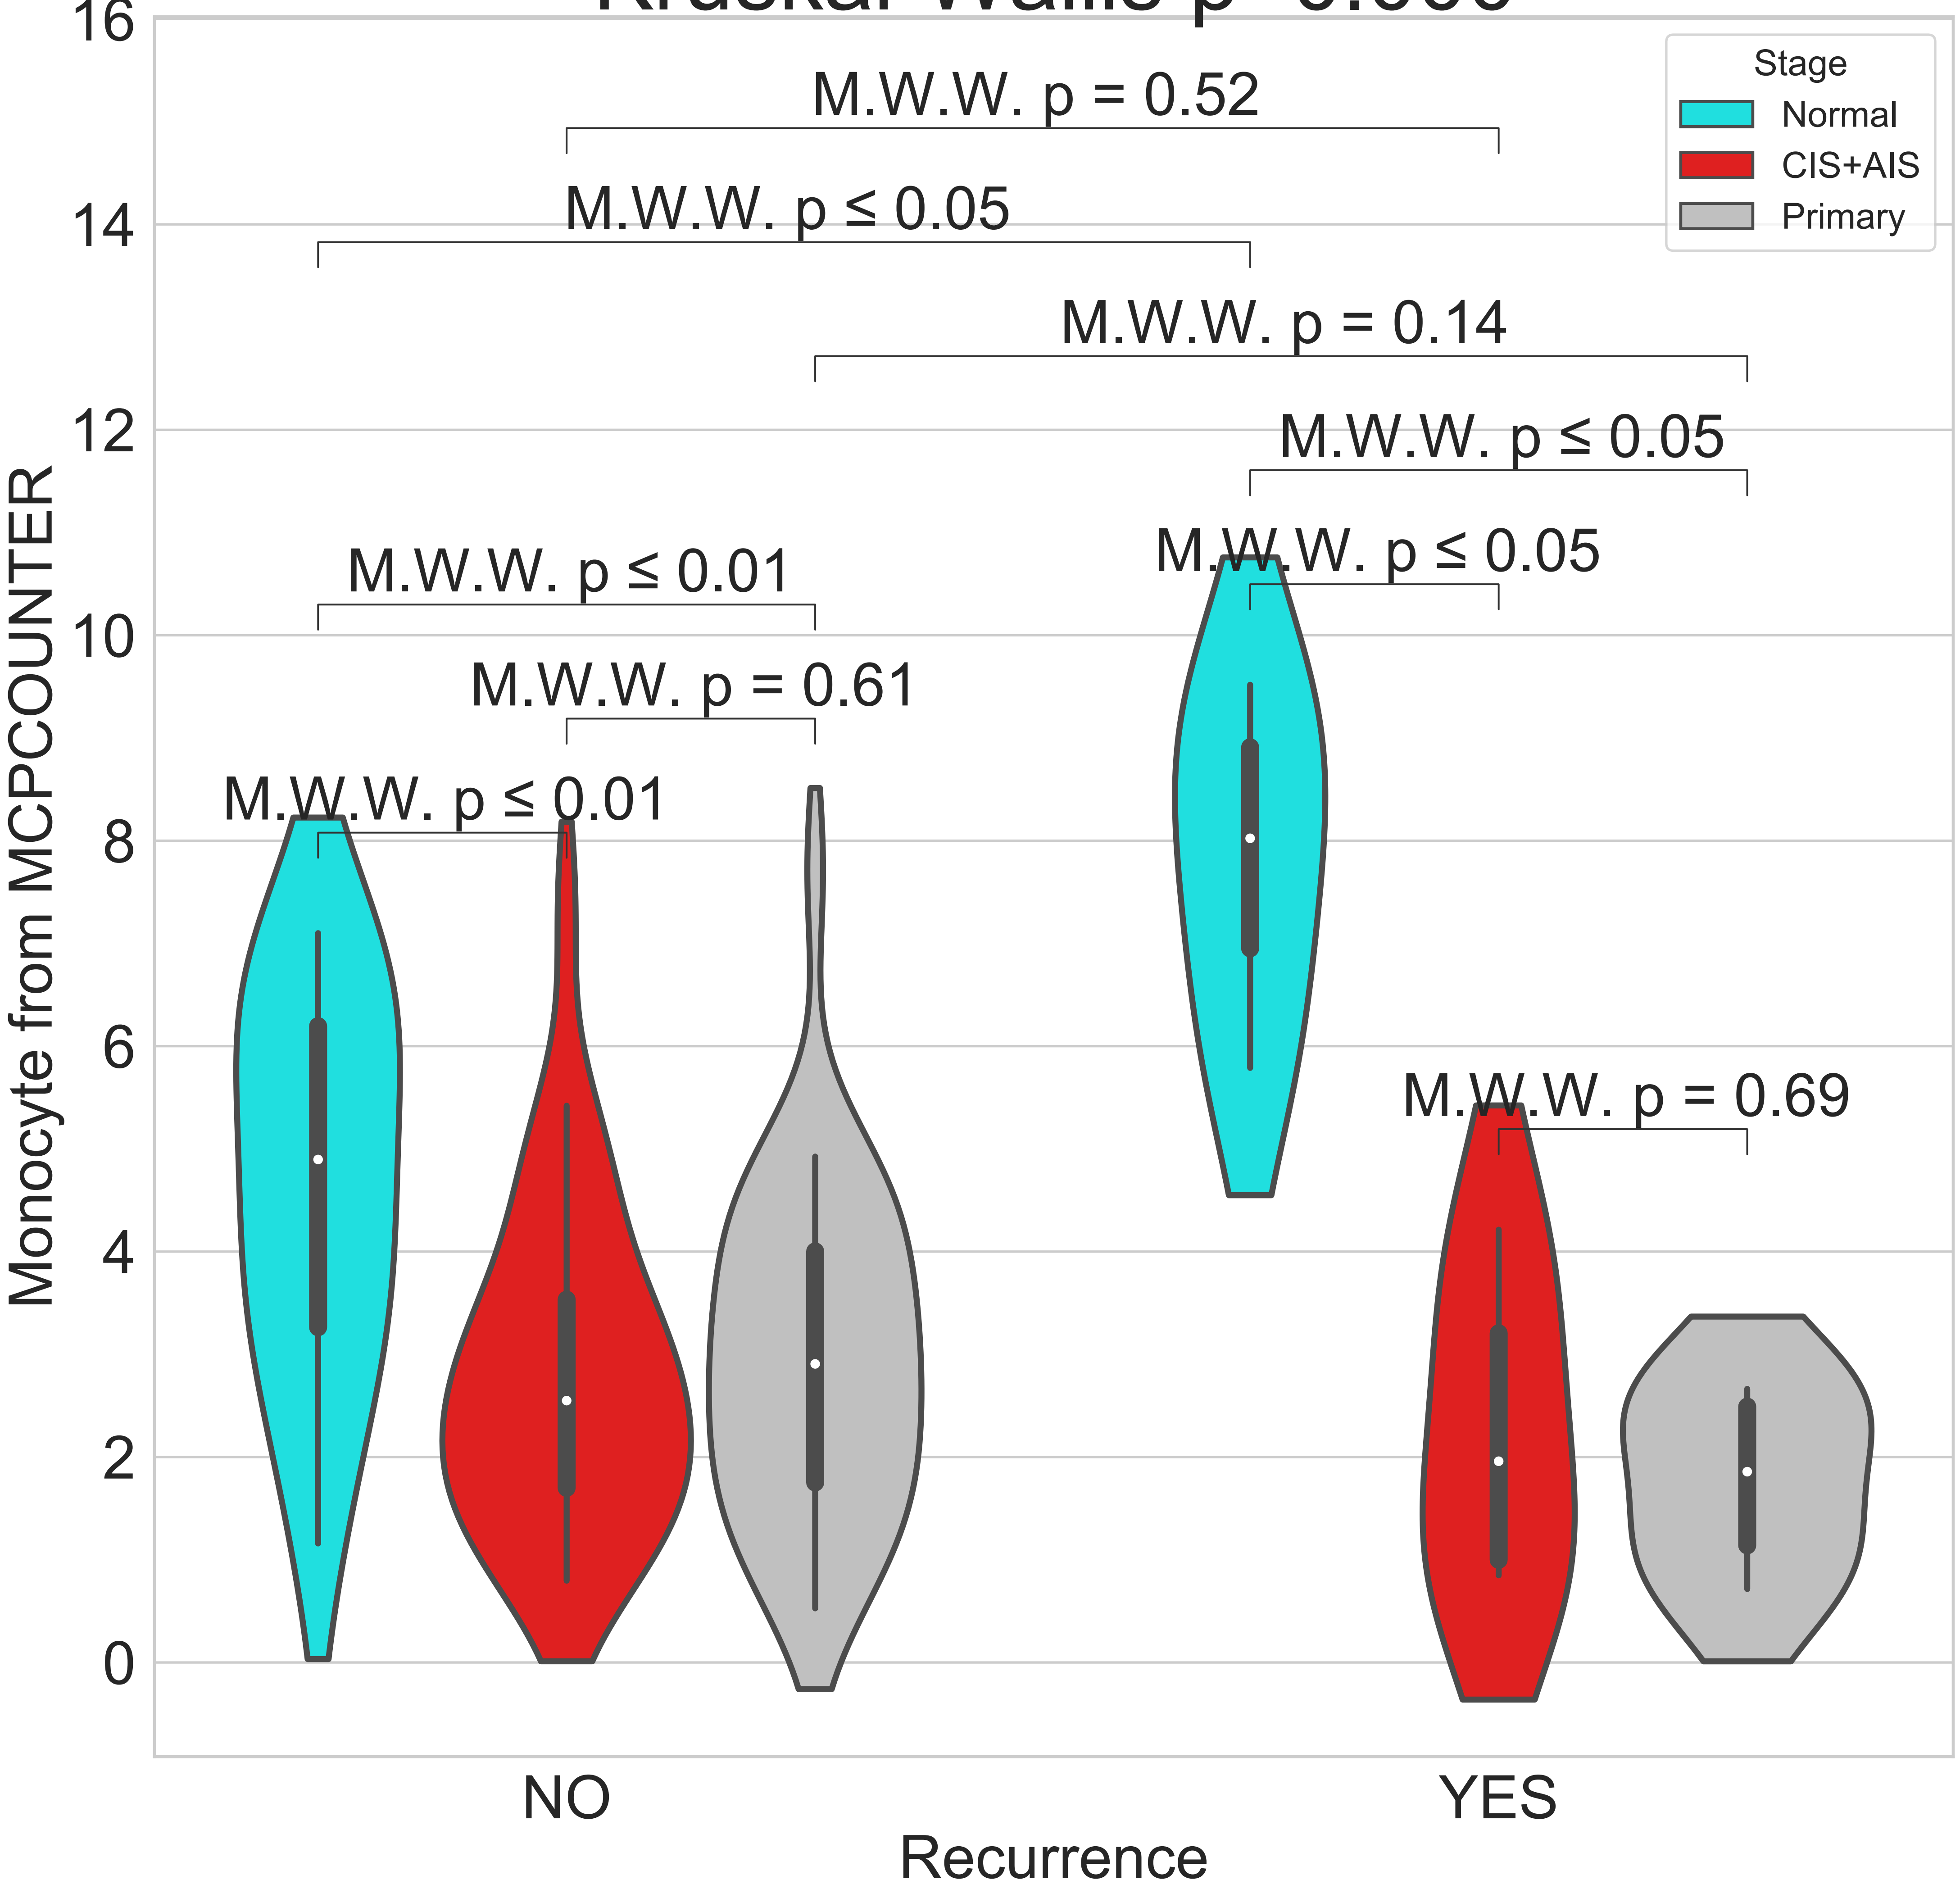 16
M.W.W. p = 0.52
Stage
Normal
CIS+AIS
Primary
M.W.W. p ≤ 0.05
14
M.W.W. p = 0.14
12
M.W.W. p ≤ 0.05
M.W.W. p ≤ 0.05
M.W.W. p ≤ 0.01
10
M.W.W. p = 0.61
M.W.W. p ≤ 0.01
8
Monocyte from MCPCOUNTER
6
M.W.W. p = 0.69
4
2
0
NO
YES
Recurrence